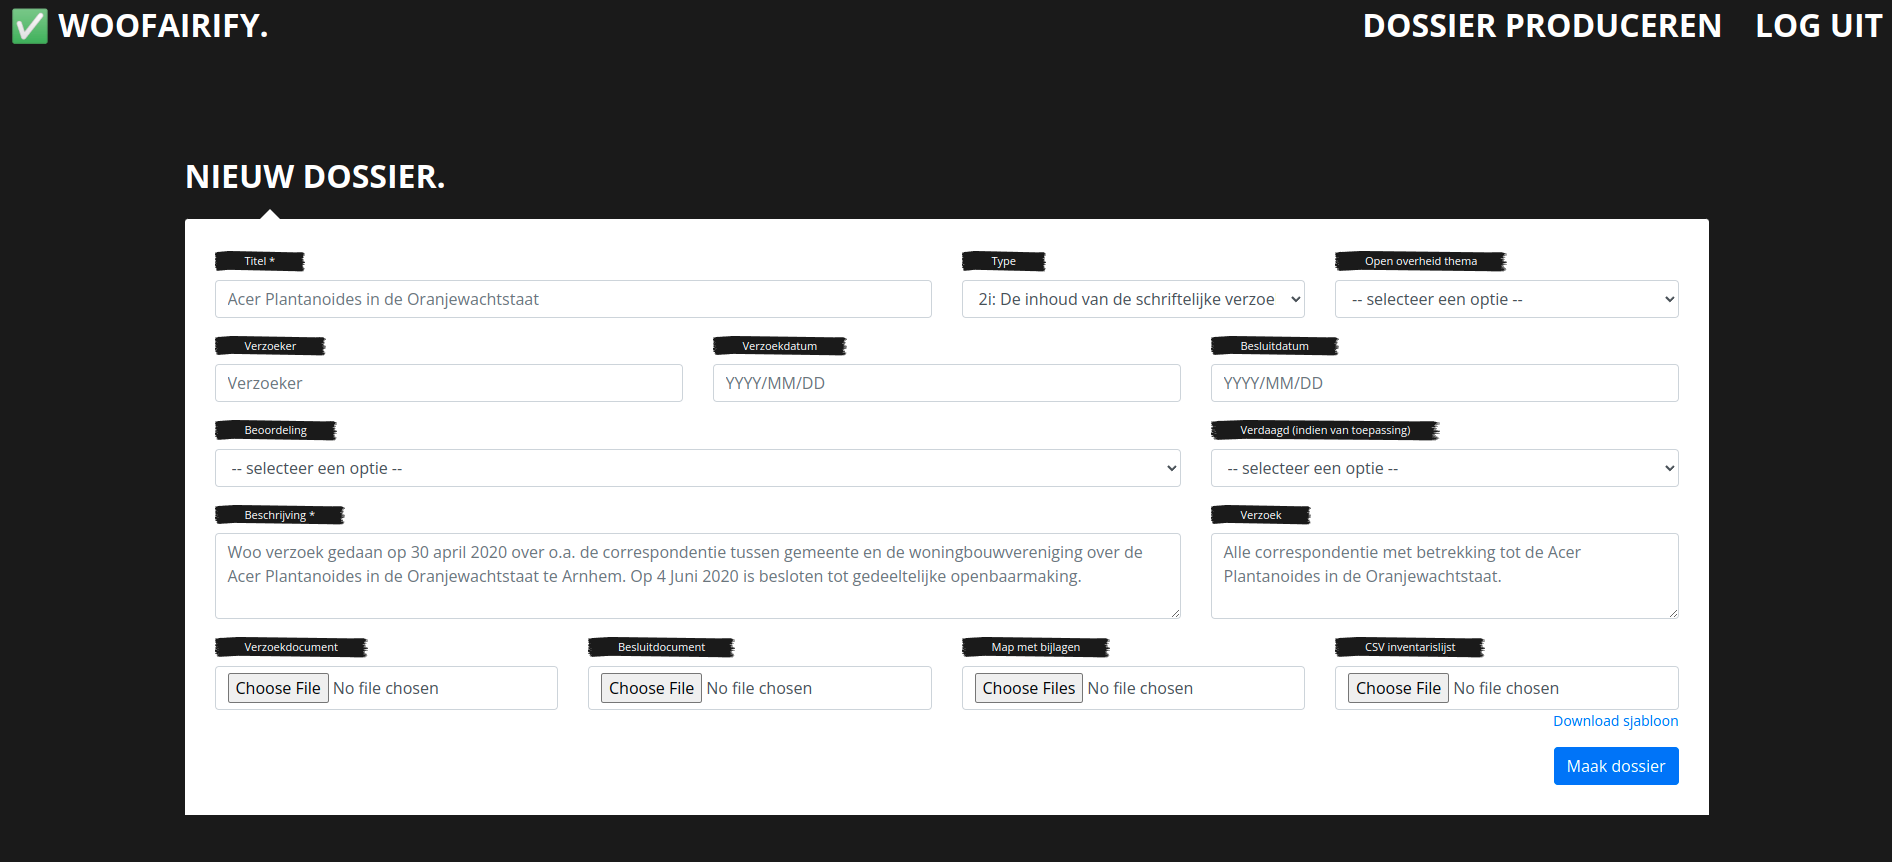 ✅ WOOFAIRIFY.
DOSSIER PRODUCEREN LOG UIT
NIEUW DOSSIER.
Titel * Type Open overheid thema
Acer Plantanoides in de Oranjewachtstaat 2i: De inhoud van de schriftelijke verzoe -- selecteer een optie --
Verzoeker Verzoekdatum Besluitdatum
Verzoeker YYYY/MM/DD YYYY/MM/DD
Beoordeling Verdaagd (indien van toepassing)
-- selecteer een optie -- -- selecteer een optie --
Beschrijving *
Woo verzoek gedaan op 30 april 2020 over o.a. de correspondentie tussen gemeente en de woningbouwvereniging over de
Acer Plantanoides in de Oranjewachtstaat te Arnhem. Op 4 Juni 2020 is besloten tot gedeeltelijke openbaarmaking.
Verzoek
Alle correspondentie met betrekking tot de Acer
Plantanoides in de Oranjewachtstaat.
Verzoekdocument Besluitdocument Map met bijlagen CSV inventarislijst
Choose File No file chosen Choose File No file chosen Choose Files No file chosen Choose File No file chosen
Download sjabloon
Maak dossier